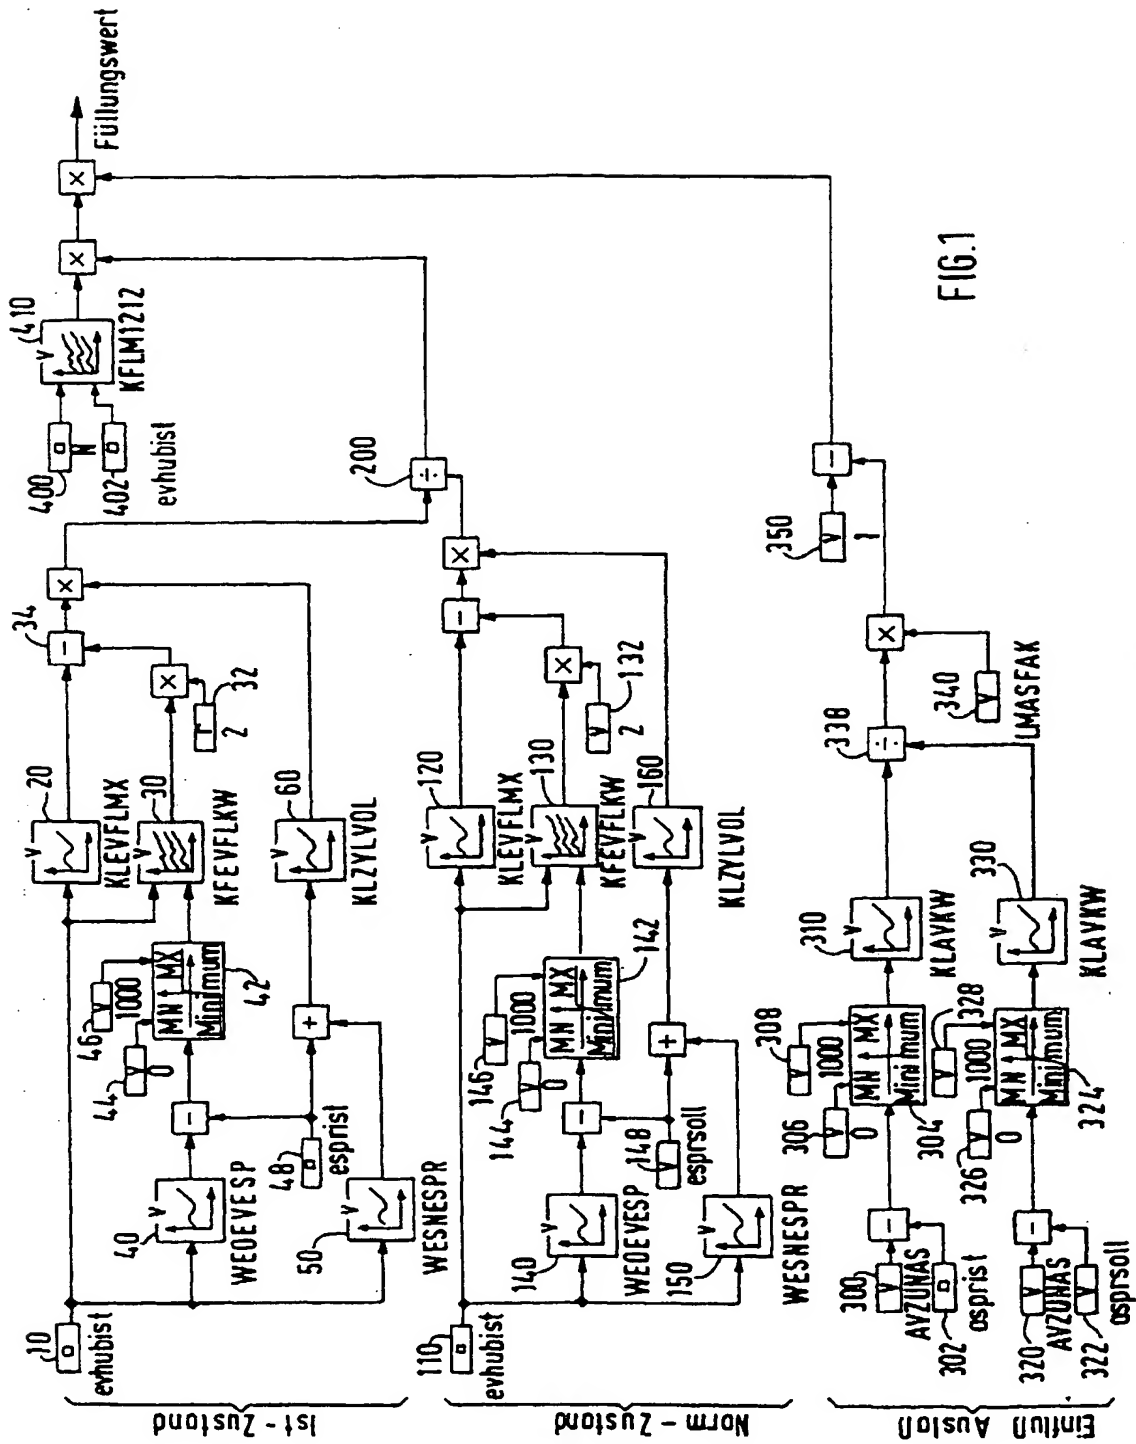 Füllungswert
410
KFLM1212
400
N
402
evhubist
FIG.1
Ist-Zustand
10
evhubist
40
WEOEVESP
50
WESNESPR
48
esprist
44
0
46
1000
MN MX
Minimum
42
20
KLEVFLMX
30
KFEVFLKW
60
KLZYLVOL
32
2
34
200
Norm-Zustand
110
evhubist
140
WEOEVESP
150
WESNESPR
148
esprsoll
144
0
146
1000
MN MX
Minimum
142
120
KLEVFLMX
130
KFEVFLKW
160
KLZYLVOL
132
2
Einfluß Auslaß
300
AVZUNAS
302
asprist
306
0
308
1000
MN MX
Minimum
304
310
KLAVKW
320
AVZUNAS
322
asprsoll
326
0
328
1000
MN MX
Minimum
324
330
KLAVKW
338
340
LMASFAK
350
1